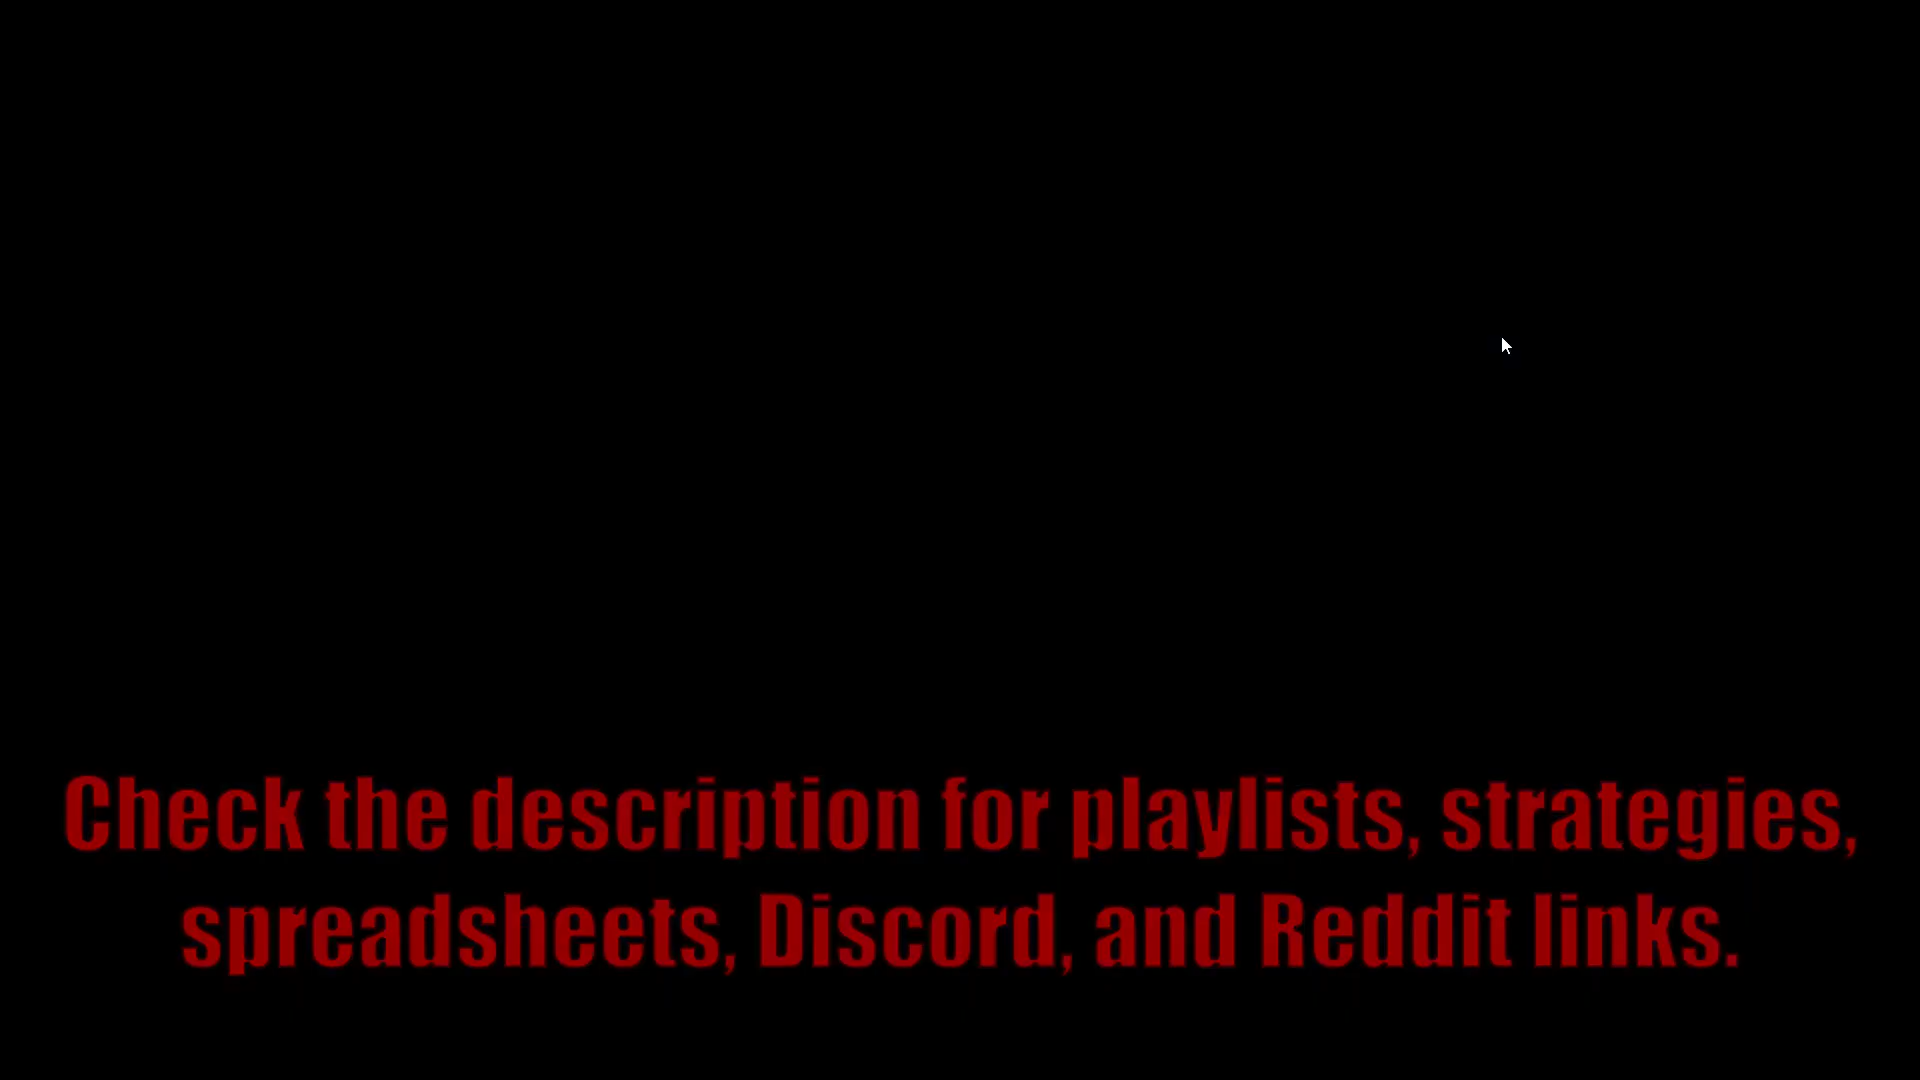 Check the description for playlists, strategies,
spreadsheets, Discord, and Reddit links.